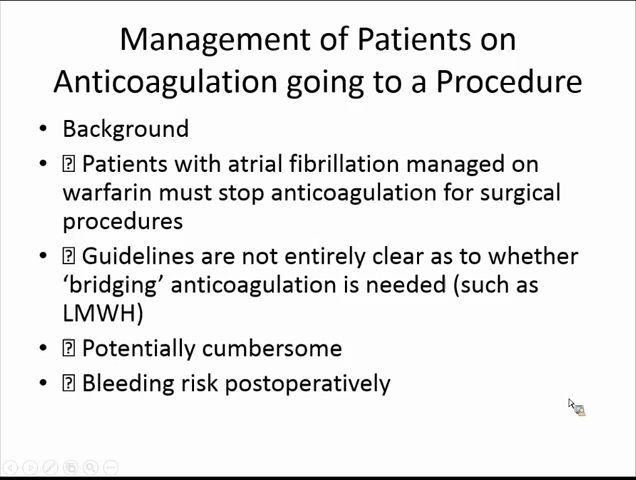 Management of Patients on
Anticoagulation going to a Procedure
• Background
• ⍰ Patients with atrial fibrillation managed on
warfarin must stop anticoagulation for surgical
procedures
• ⍰ Guidelines are not entirely clear as to whether
‘bridging’ anticoagulation is needed (such as
LMWH)
• ⍰ Potentially cumbersome
• ⍰ Bleeding risk postoperatively